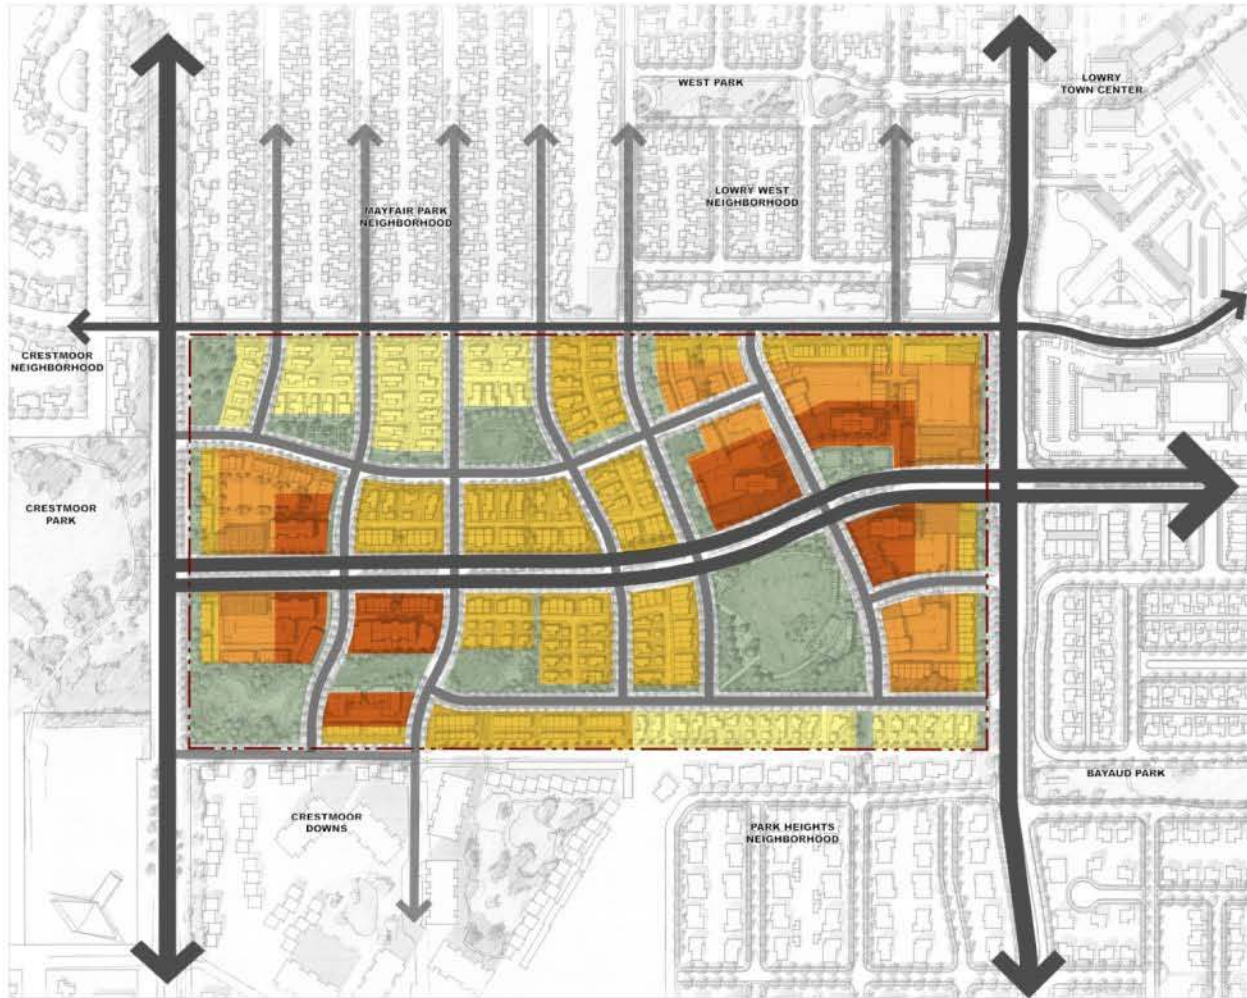 WEST PARK
LOWRY
TOWN CENTER
MAYFAIR PARK
NEIGHBORHOOD
LOWRY WEST
NEIGHBORHOOD
CRESTMOOR
NEIGHBORHOOD
CRESTMOOR
PARK
BAYAUD PARK
CRESTMOOR
DOWNS
PARK HEIGHTS
NEIGHBORHOOD